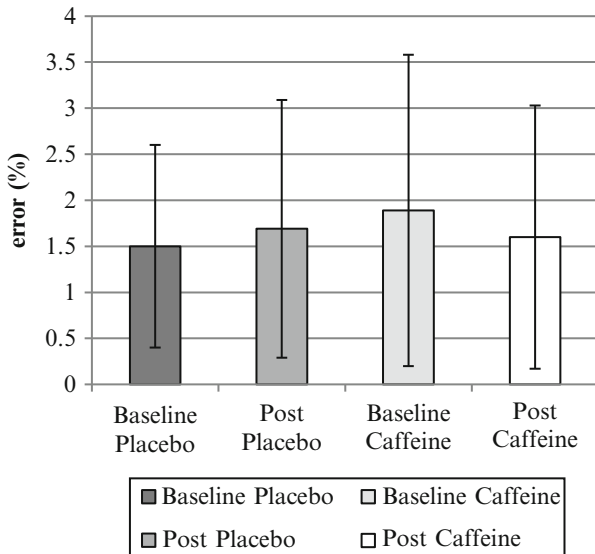 4
3.5
3
2.5
2
1.5
1
0.5
0
error (%)
Baseline Placebo
Post Placebo
Baseline Caffeine
Post Caffeine
Baseline Placebo
Baseline Caffeine
Post Placebo
Post Caffeine